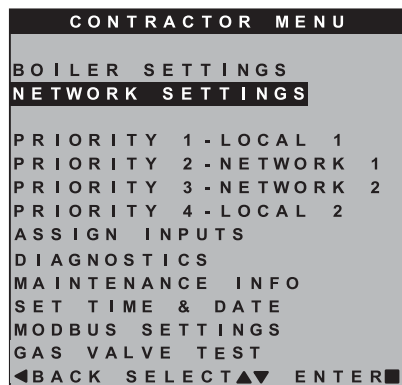 CONTRACTOR MENU
BOILER SETTINGS
NETWORK SETTINGS
PRIORITY 1-LOCAL 1
PRIORITY 2-NETWORK 1
PRIORITY 3-NETWORK 2
PRIORITY 4-LOCAL 2
ASSIGN INPUTS
DIAGNOSTICS
MAINTENANCE INFO
SET TIME & DATE
MODBUS SETTINGS
GAS VALVE TEST
◀BACK SELECT▲▼ ENTER■